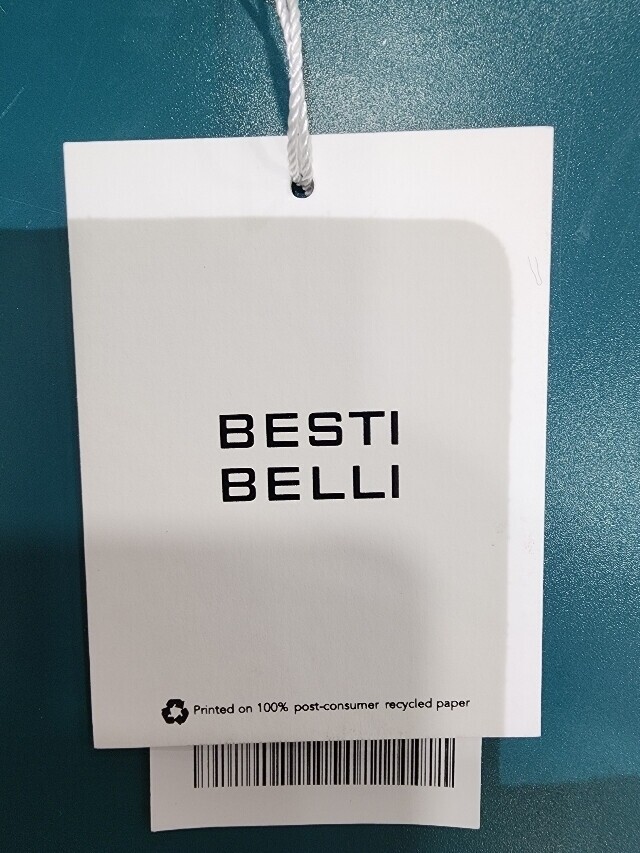 BESTI
BELLI
Printed on 100% post-consumer recycled paper